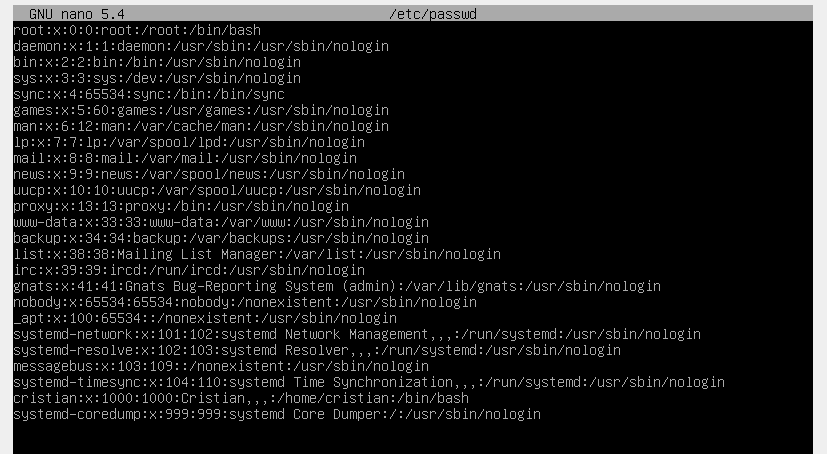 GNU nano 5.4 /etc/passwd
root:x:0:0:root:/root:/bin/bash
daemon:x:1:1:daemon:/usr/sbin:/usr/sbin/nologin
bin:x:2:2:bin:/bin:/usr/sbin/nologin
sys:x:3:3:sys:/dev:/usr/sbin/nologin
sync:x:4:65534:sync:/bin:/bin/sync
games:x:5:60:games:/usr/games:/usr/sbin/nologin
man:x:6:12:man:/var/cache/man:/usr/sbin/nologin
lp:x:7:7:lp:/var/spool/lpd:/usr/sbin/nologin
mail:x:8:8:mail:/var/mail:/usr/sbin/nologin
news:x:9:9:news:/var/spool/news:/usr/sbin/nologin
uucp:x:10:10:uucp:/var/spool/uucp:/usr/sbin/nologin
proxy:x:13:13:proxy:/bin:/usr/sbin/nologin
www-data:x:33:33:www-data:/var/www:/usr/sbin/nologin
backup:x:34:34:backup:/var/backups:/usr/sbin/nologin
list:x:38:38:Mailing List Manager:/var/list:/usr/sbin/nologin
irc:x:39:39:ircd:/run/ircd:/usr/sbin/nologin
gnats:x:41:41:Gnats Bug-Reporting System (admin):/var/lib/gnats:/usr/sbin/nologin
nobody:x:65534:65534:nobody:/nonexistent:/usr/sbin/nologin
_apt:x:100:65534::/nonexistent:/usr/sbin/nologin
systemd-network:x:101:102:systemd Network Management,,,:/run/systemd:/usr/sbin/nologin
systemd-resolve:x:102:103:systemd Resolver,,,:/run/systemd:/usr/sbin/nologin
messagebus:x:103:109::/nonexistent:/usr/sbin/nologin
systemd-timesync:x:104:110:systemd Time Synchronization,,,:/run/systemd:/usr/sbin/nologin
cristian:x:1000:1000:Cristian,,,:/home/cristian:/bin/bash
systemd-coredump:x:999:999:systemd Core Dumper:/:/usr/sbin/nologin